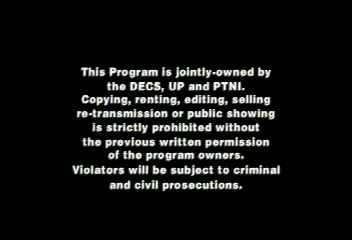 This Program is jointly-owned by
the DECS, UP and PTNI.
Copying, renting, editing, selling
re-transmission or public showing
is strictly prohibited without
the previous written permission
of the program owners.
Violators will be subject to criminal
and civil prosecutions.